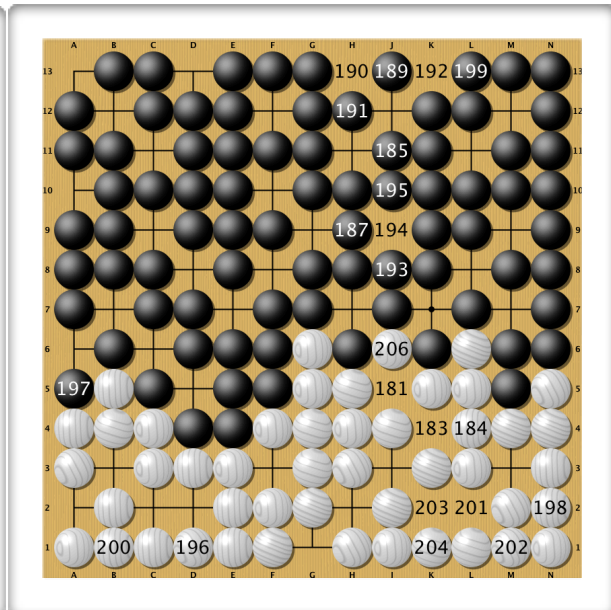 A B C D E F G H J K L M N
13 190 189 192 199 13
12 191 12
11 185 11
10 195 10
9 187 194 9
8 193 8
7 7
6 206 6
5 197 181 5
4 183 184 4
3 3
2 203 201 198 2
1 200 196 204 202 1
A B C D E F G H J K L M N